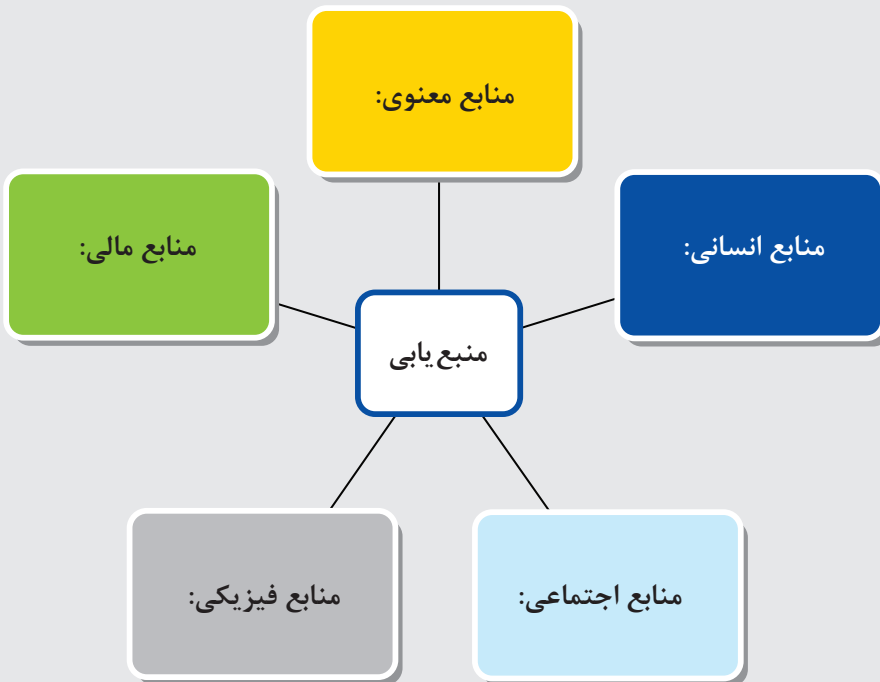 منابع معنوی:
منابع انسانی:
منابع مالی:
منبع‌یابی
منابع اجتماعی:
منابع فیزیکی: